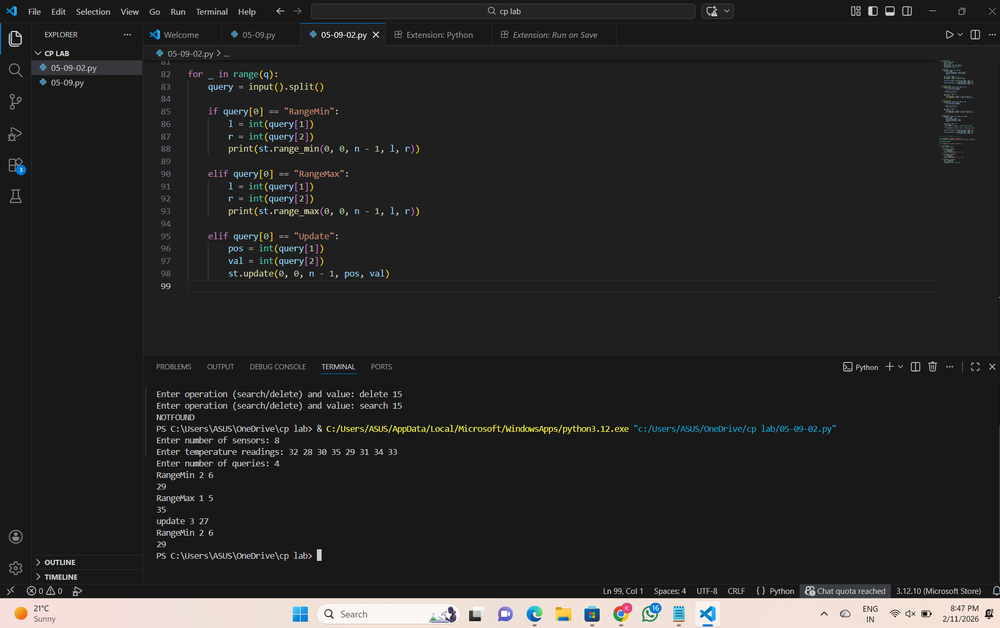 File Edit Selection View Go Run Terminal Help
cp lab
EXPLORER
CP LAB
05-09-02.py
05-09.py
3
OUTLINE
TIMELINE
Welcome
05-09.py
05-09-02.py
Extension: Python
Extension: Run on Save
05-09-02.py > ...
81
82 for _ in range(q):
83     query = input().split()
84
85     if query[0] == "RangeMin":
86         l = int(query[1])
87         r = int(query[2])
88         print(st.range_min(0, 0, n - 1, l, r))
89
90     elif query[0] == "RangeMax":
91         l = int(query[1])
92         r = int(query[2])
93         print(st.range_max(0, 0, n - 1, l, r))
94
95     elif query[0] == "Update":
96         pos = int(query[1])
97         val = int(query[2])
98         st.update(0, 0, n - 1, pos, val)
99
PROBLEMS OUTPUT DEBUG CONSOLE TERMINAL PORTS
Python
Enter operation (search/delete) and value: delete 15
Enter operation (search/delete) and value: search 15
NOTFOUND
PS C:\Users\ASUS\OneDrive\cp lab> & C:/Users/ASUS/AppData/Local/Microsoft/WindowsApps/python3.12.exe "c:/Users/ASUS/OneDrive/cp lab/05-09-02.py"
Enter number of sensors: 8
Enter temperature readings: 32 28 30 35 29 31 34 33
Enter number of queries: 4
RangeMin 2 6
29
RangeMax 1 5
35
update 3 27
RangeMin 2 6
29
PS C:\Users\ASUS\OneDrive\cp lab>
0 0
Ln 99, Col 1 Spaces: 4 UTF-8 CRLF {} Python Chat quota reached 3.12.10 (Microsoft Store)
21°C
Sunny
Search
K
16
ENG
IN
8:47 PM
2/11/2026